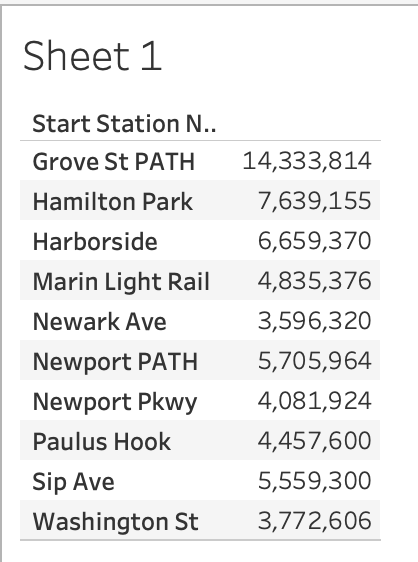 Sheet 1
Start Station N..
Grove St PATH 14,333,814
Hamilton Park 7,639,155
Harborside 6,659,370
Marin Light Rail 4,835,376
Newark Ave 3,596,320
Newport PATH 5,705,964
Newport Pkwy 4,081,924
Paulus Hook 4,457,600
Sip Ave 5,559,300
Washington St 3,772,606